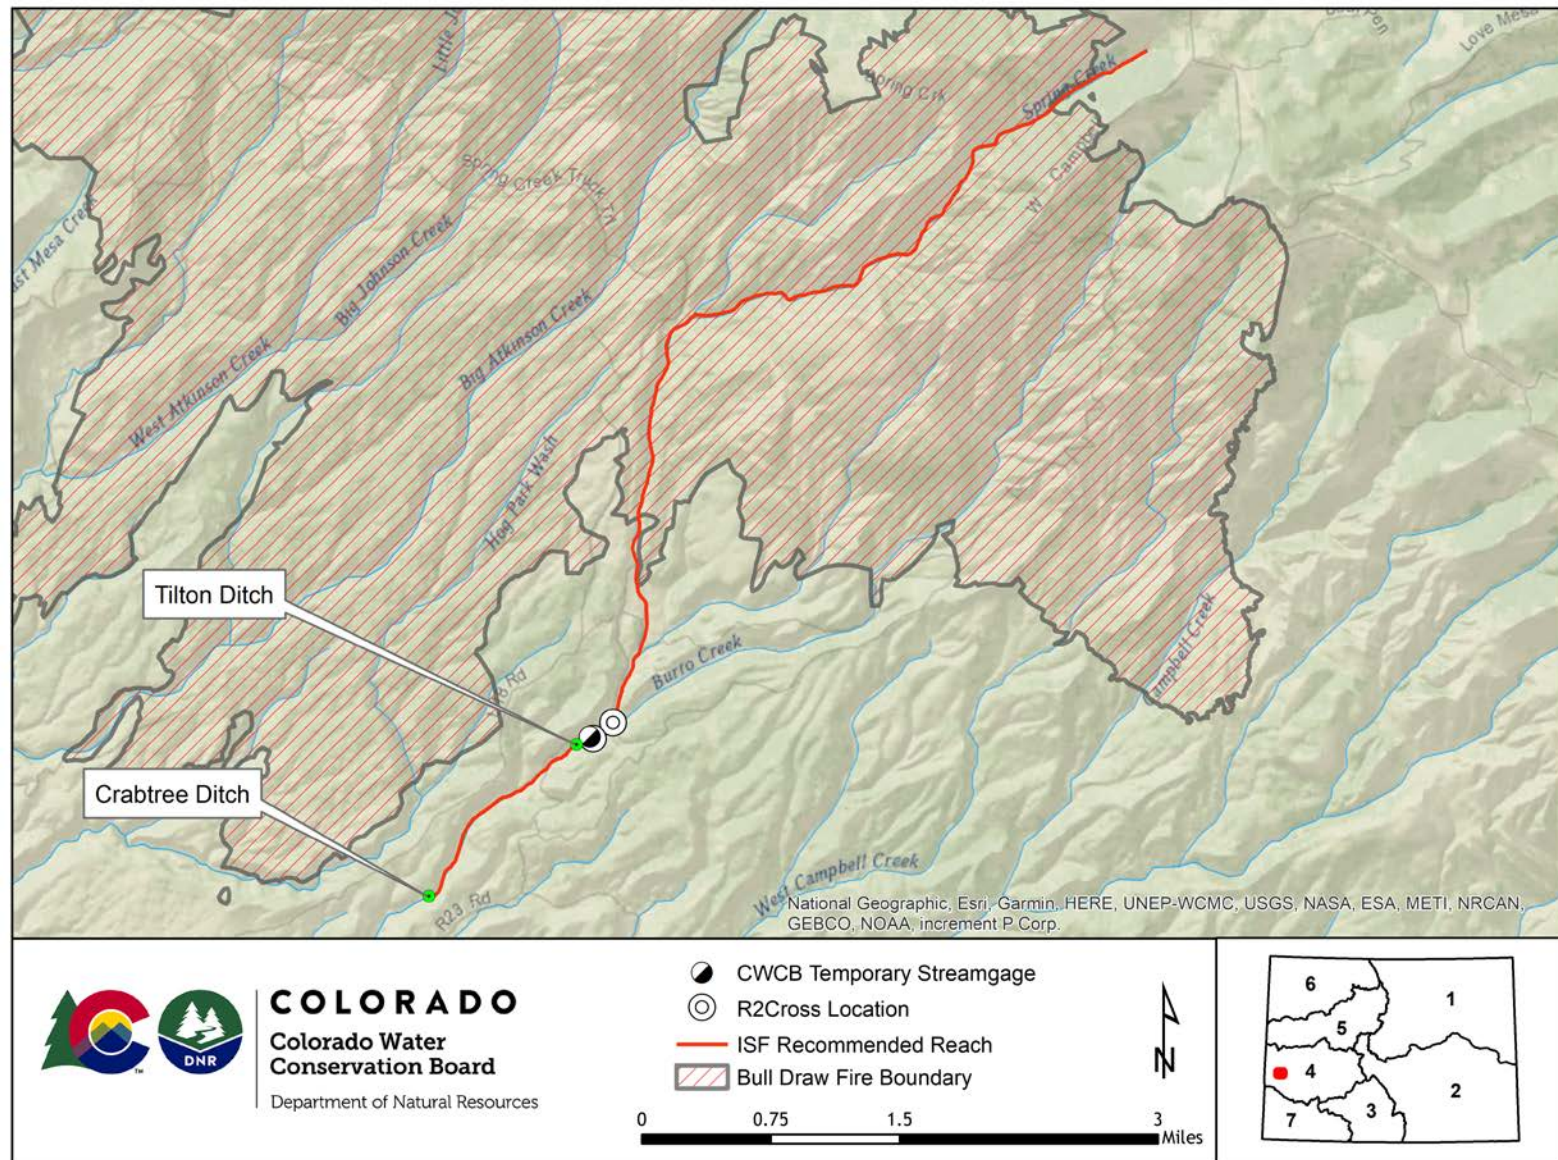 Love Mesa
Spring Crk
Spring Creek
W Campbell
Spring Creek Truck Trl
Mesa Creek
Big Johnson Creek
Big Atkinson Creek
West Atkinson Creek
Hog Park Wash
Tilton Ditch
Burro Creek
Campbell Creek
Rd
Crabtree Ditch
R23 Rd
West Campbell Creek
National Geographic, Esri, Garmin, HERE, UNEP-WCMC, USGS, NASA, ESA, METI, NRCAN,
GEBCO, NOAA, increment P Corp.
COLORADO
Colorado Water
Conservation Board
Department of Natural Resources
DNR
TM
CWCB Temporary Streamgage
R2Cross Location
ISF Recommended Reach
Bull Draw Fire Boundary
N
0 0.75 1.5 3
Miles
6
1
5
4
2
3
7